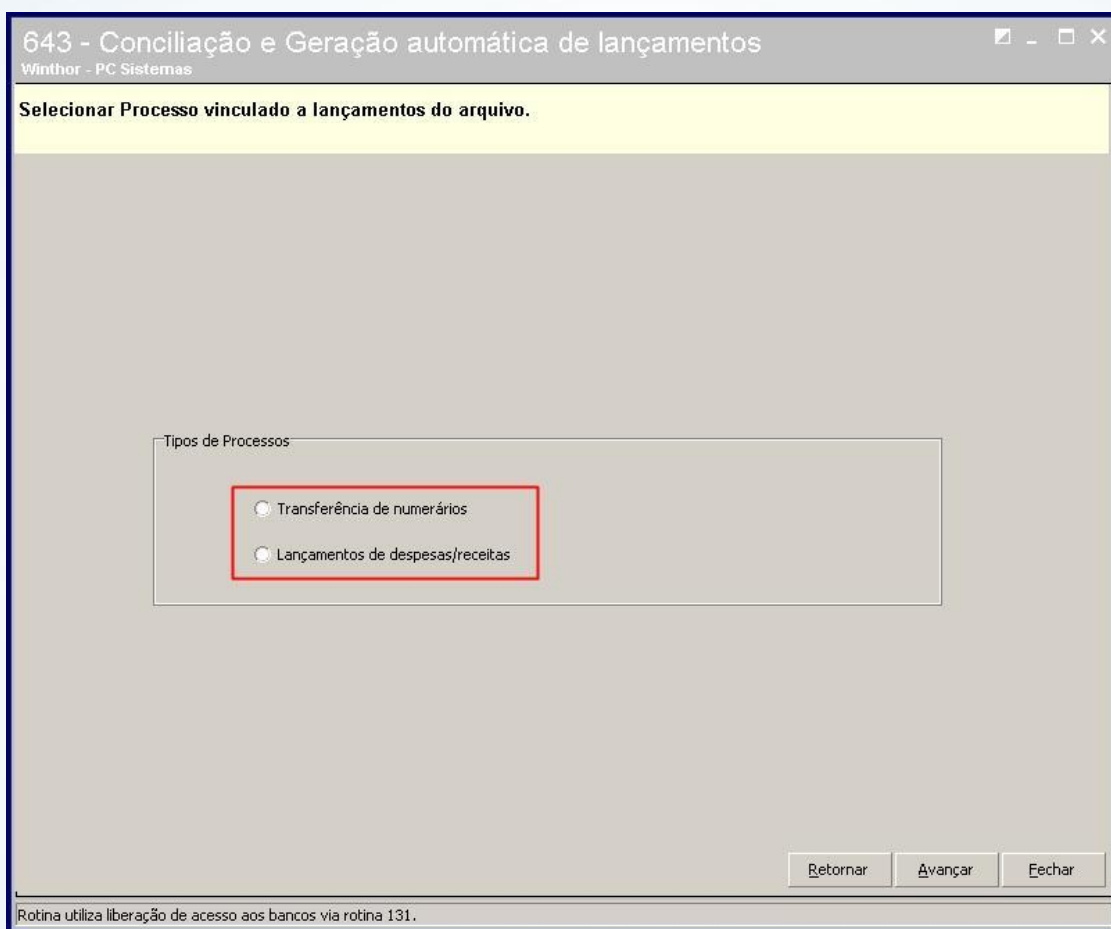 643 - Conciliação e Geração automática de lançamentos
Winthor - PC Sistemas
Selecionar Processo vinculado a lançamentos do arquivo.
Tipos de Processos
Transferência de numerários
Lançamentos de despesas/receitas
Retornar Avançar Fechar
Rotina utiliza liberação de acesso aos bancos via rotina 131.